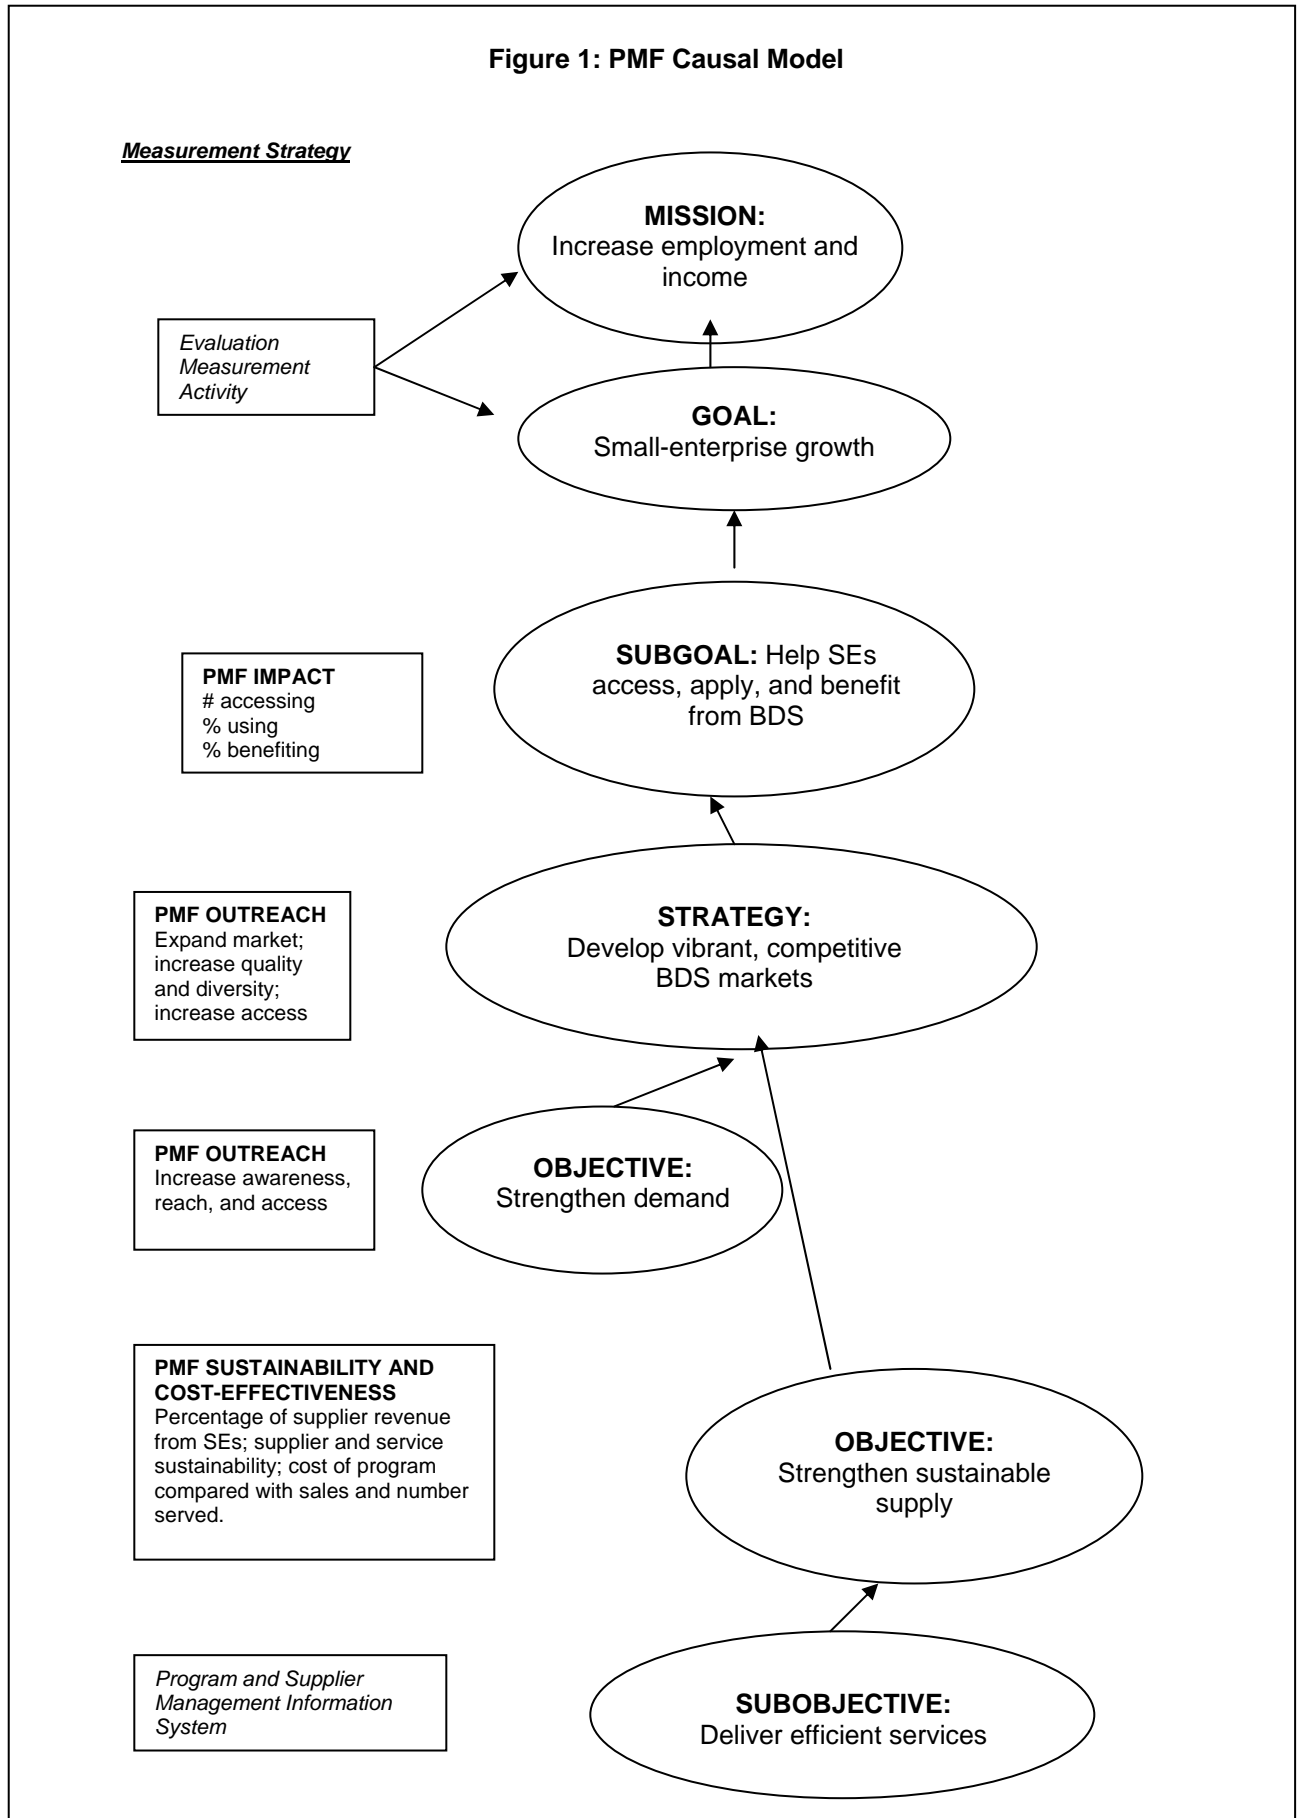 Figure 1: PMF Causal Model
Measurement Strategy
MISSION:
Increase employment and
income
Evaluation
Measurement
Activity
GOAL:
Small-enterprise growth
SUBGOAL: Help SEs
access, apply, and benefit
from BDS
PMF IMPACT
# accessing
% using
% benefiting
STRATEGY:
Develop vibrant, competitive
BDS markets
PMF OUTREACH
Expand market;
increase quality
and diversity;
increase access
PMF OUTREACH
Increase awareness,
reach, and access
OBJECTIVE:
Strengthen demand
PMF SUSTAINABILITY AND
COST-EFFECTIVENESS
Percentage of supplier revenue
from SEs; supplier and service
sustainability; cost of program
compared with sales and number
served.
OBJECTIVE:
Strengthen sustainable
supply
Program and Supplier
Management Information
System
SUBOBJECTIVE:
Deliver efficient services